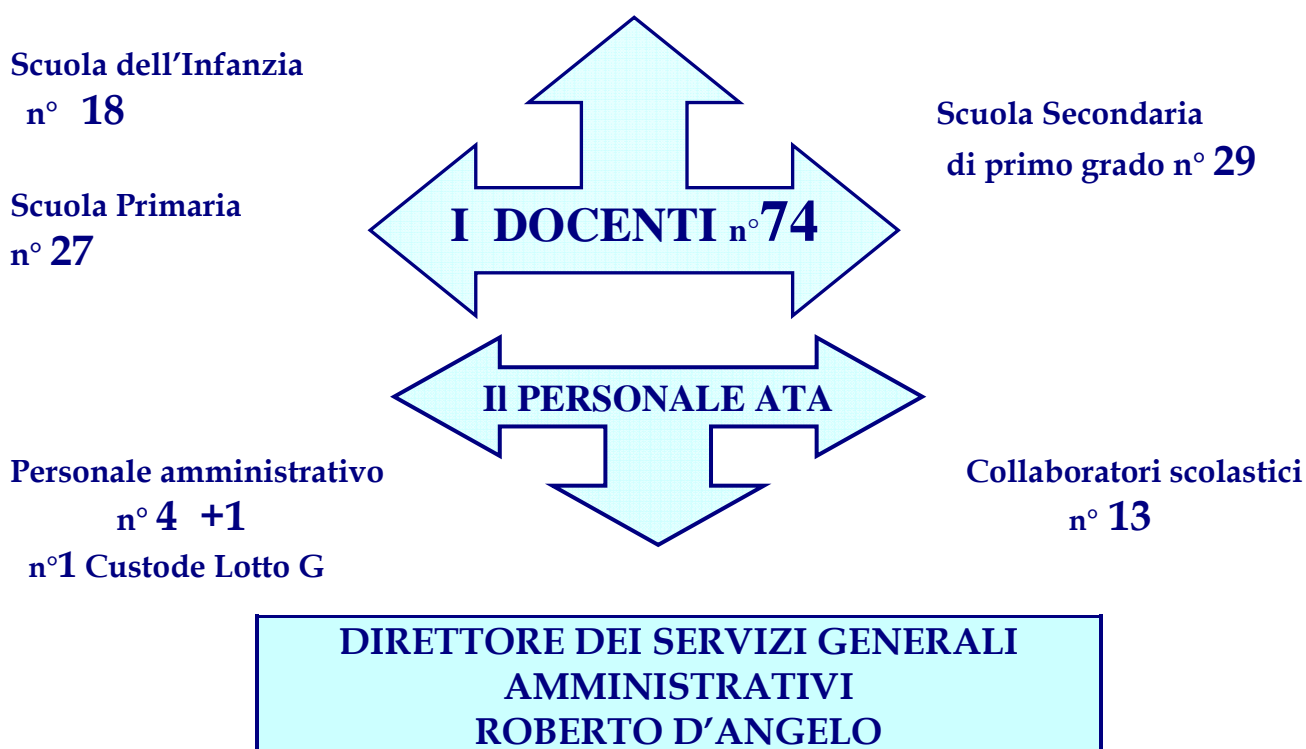 Scuola dell’Infanzia
n° 18
Scuola Primaria
n° 27
Scuola Secondaria
di primo grado n° 29
I DOCENTI n°74
Il PERSONALE ATA
Personale amministrativo
n° 4 +1
n°1 Custode Lotto G
Collaboratori scolastici
n° 13
DIRETTORE DEI SERVIZI GENERALI
AMMINISTRATIVI
ROBERTO D’ANGELO